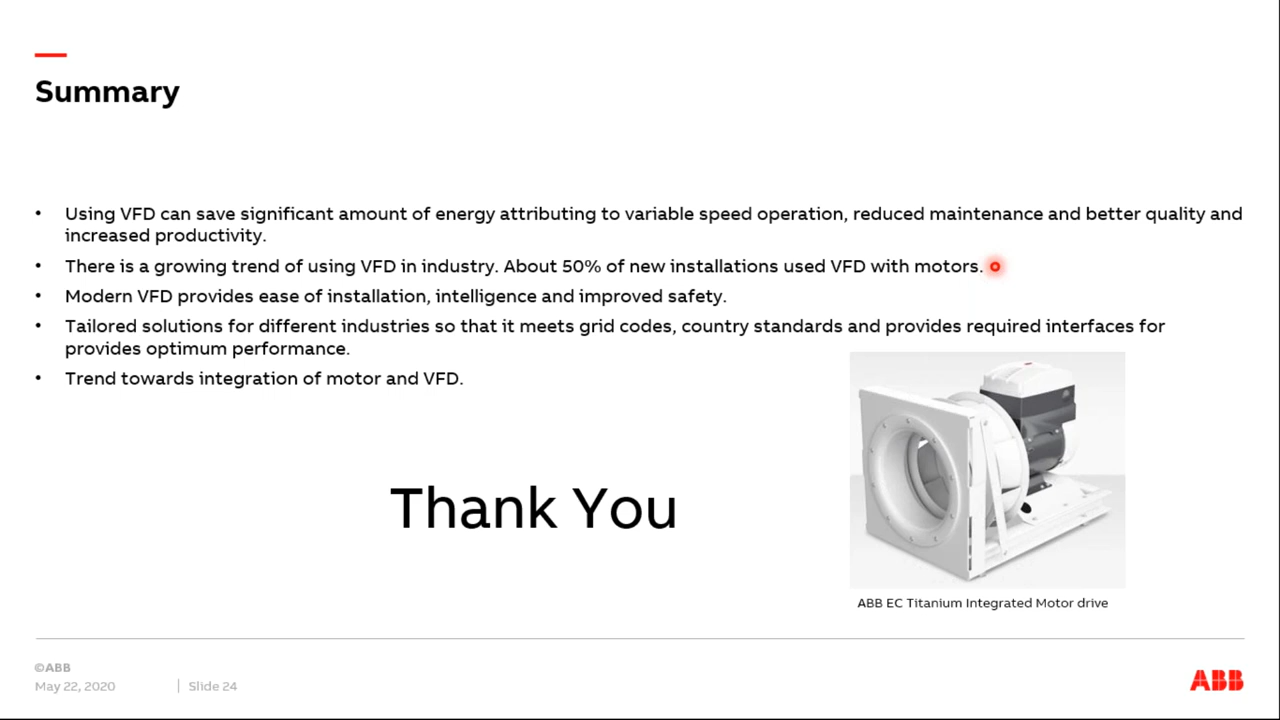 Summary
• Using VFD can save significant amount of energy attributing to variable speed operation, reduced maintenance and better quality and
increased productivity.
• There is a growing trend of using VFD in industry. About 50% of new installations used VFD with motors.
• Modern VFD provides ease of installation, intelligence and improved safety.
• Tailored solutions for different industries so that it meets grid codes, country standards and provides required interfaces for
provides optimum performance.
• Trend towards integration of motor and VFD.
Thank You
ABB EC Titanium Integrated Motor drive
©ABB
May 22, 2020 | Slide 24
ABB